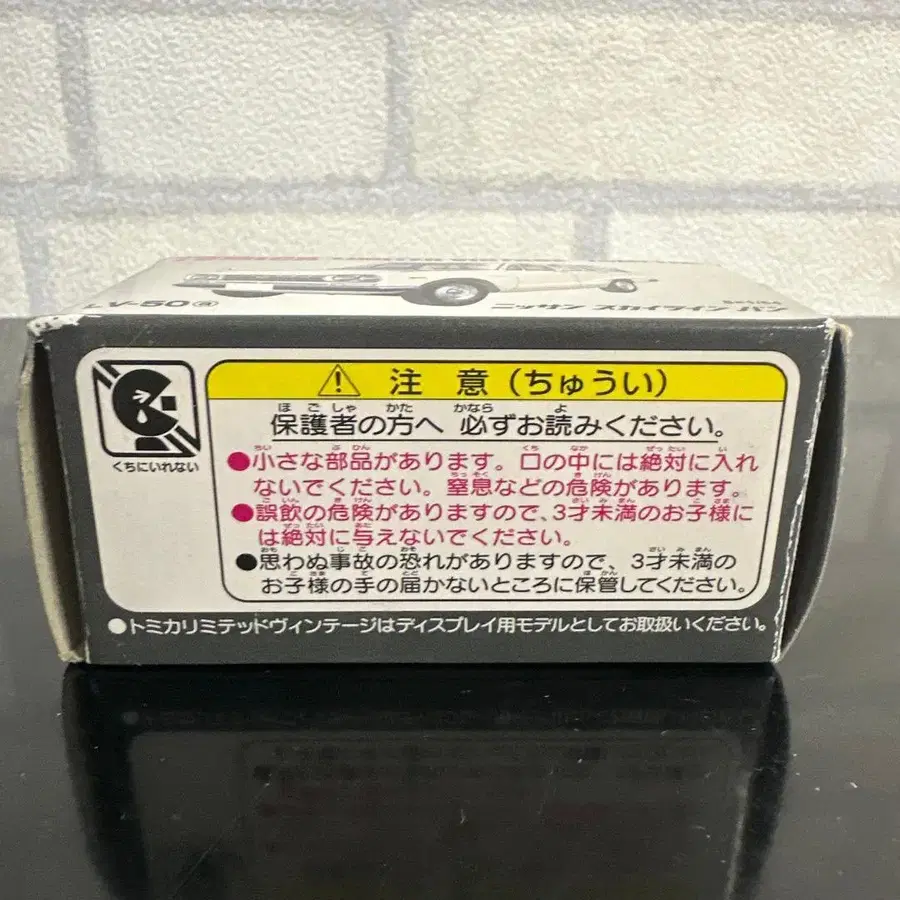 LV-50ⓐ
ニッサン スカイライン バン
⚠ 注意(ちゅうい)
保護者の方へ 必ずお読みください。
●小さな部品があります。口の中には絶対に入れ
ないでください。窒息などの危険があります。
●誤飲の危険がありますので、3才未満のお子様に
は絶対に与えないでください。
●思わぬ事故の恐れがありますので、3才未満の
お子様の手の届かないところに保管してください。
くちにいれない
●トミカリミテッドヴィンテージはディスプレイ用モデルとしてお取扱いください。